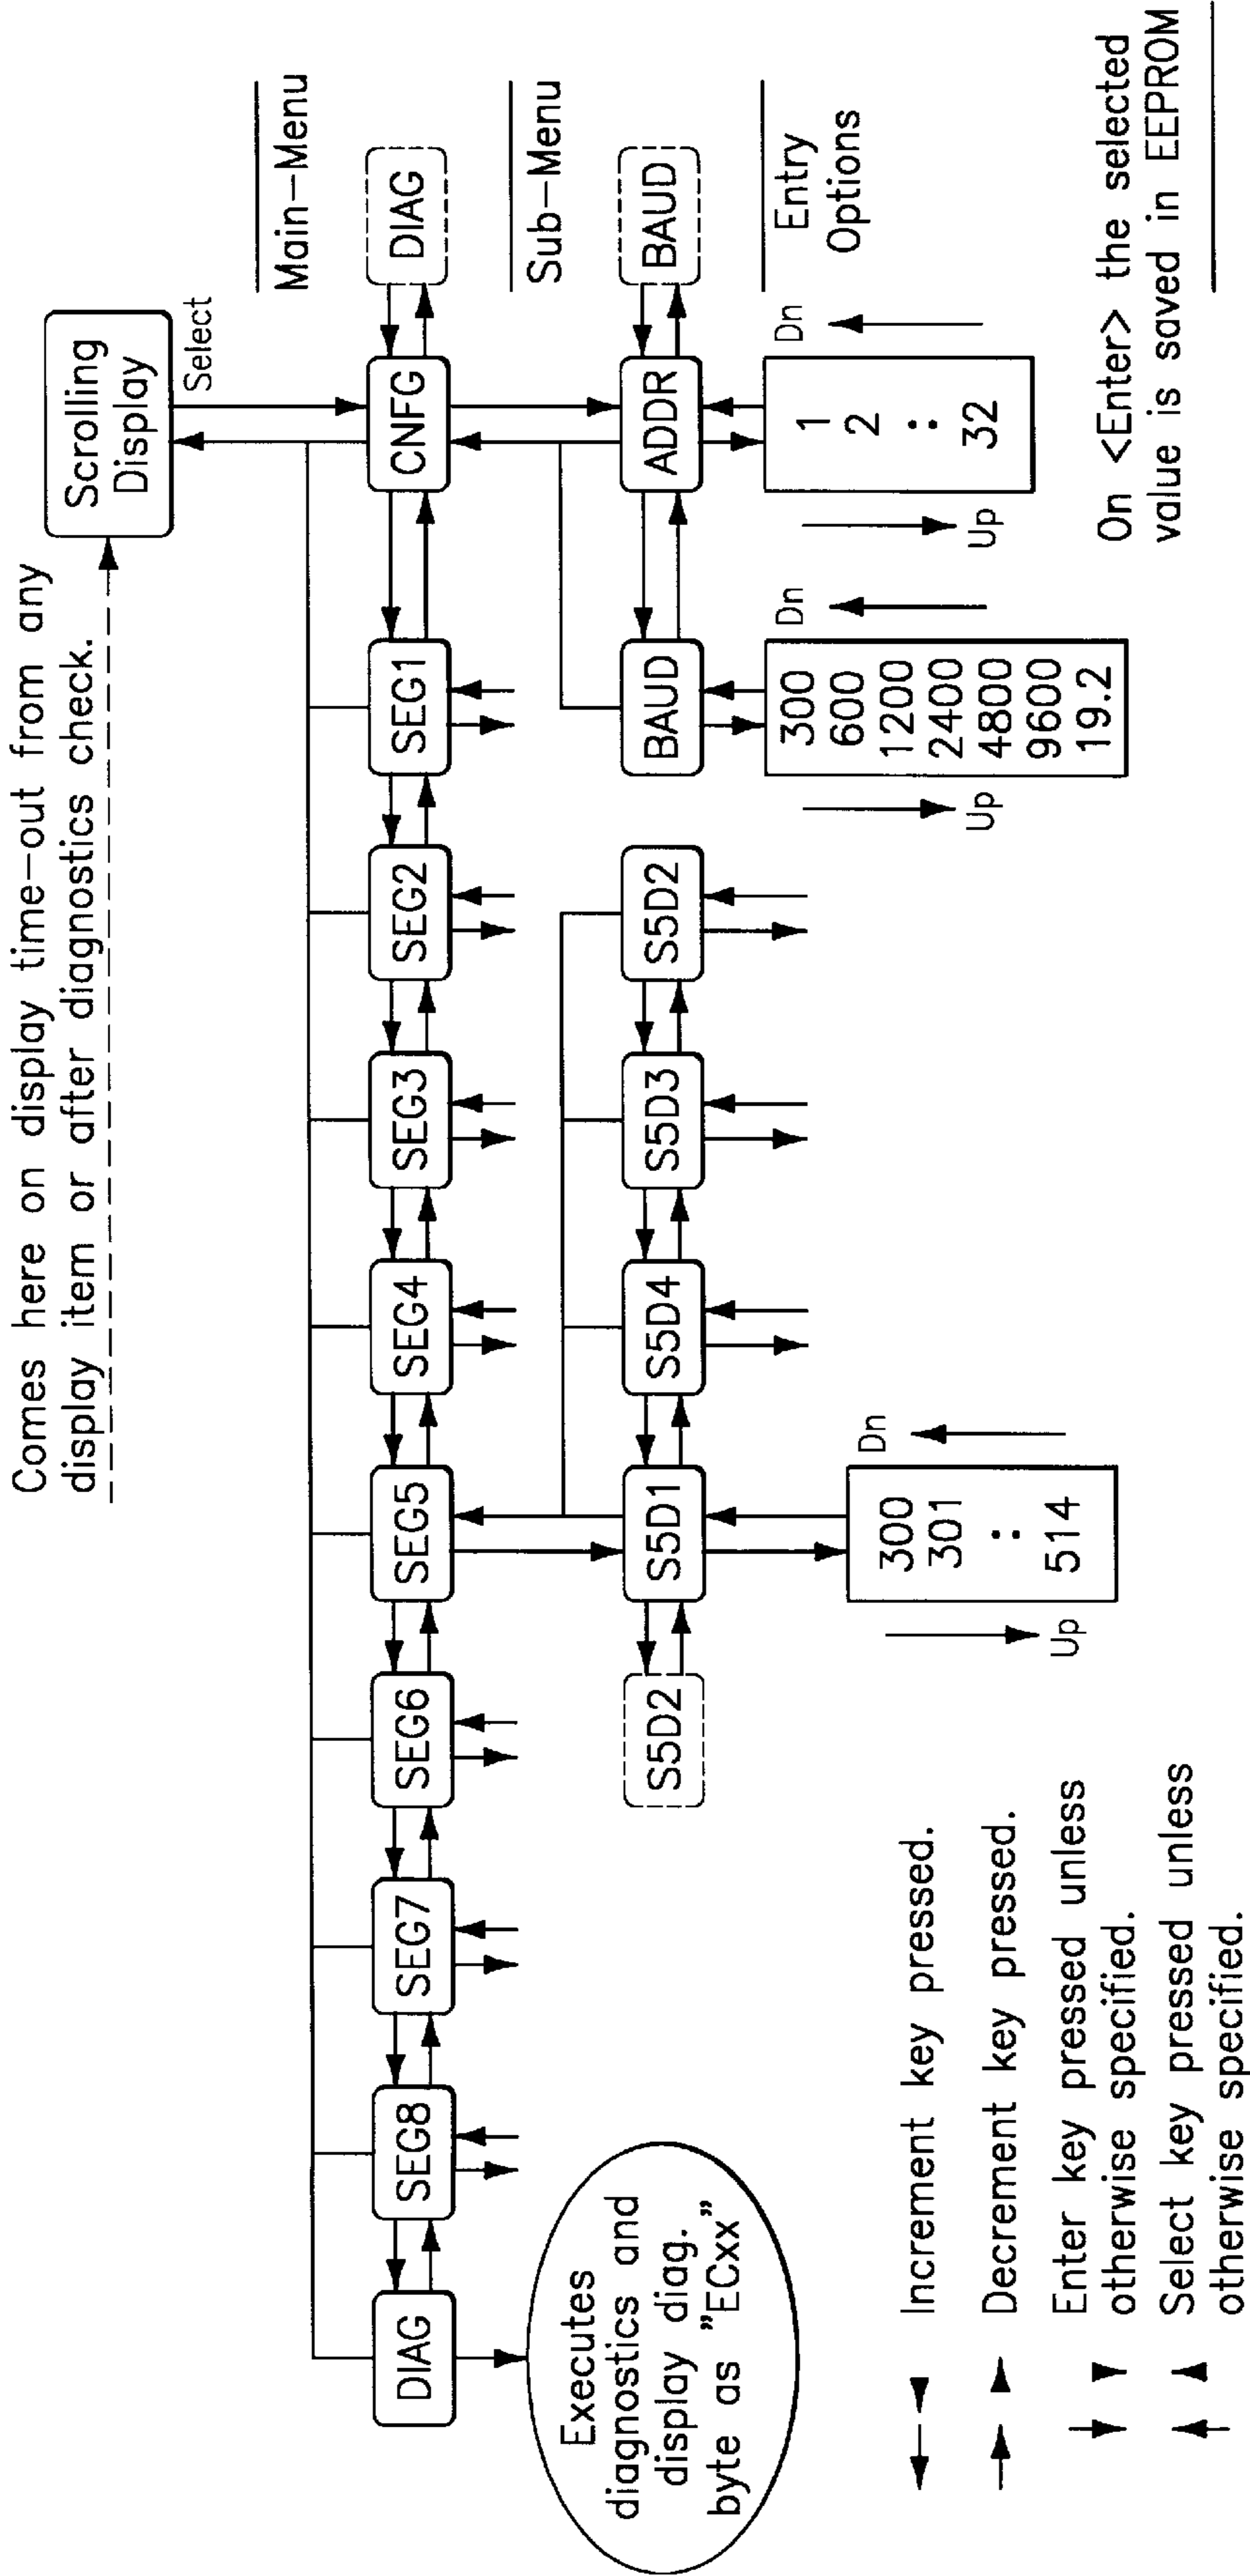 Comes here on display time-out from any
display item or after diagnostics check.
Scrolling
Display
Select
Main-Menu
DIAG
SEG8
SEG7
SEG6
SEG5
SEG4
SEG3
SEG2
SEG1
CNFG
DIAG
Sub-Menu
S5D2
S5D1
S5D4
S5D3
S5D2
BAUD
ADDR
BAUD
Executes
diagnostics and
display diag.
byte as "ECxx"
Entry
Options
Up
300
301
:
514
Dn
Up
300
600
1200
2400
4800
9600
19.2
Dn
Up
1
2
:
32
Dn
Increment key pressed.
Decrement key pressed.
Enter key pressed unless
otherwise specified.
Select key pressed unless
otherwise specified.
On <Enter> the selected
value is saved in EEPROM